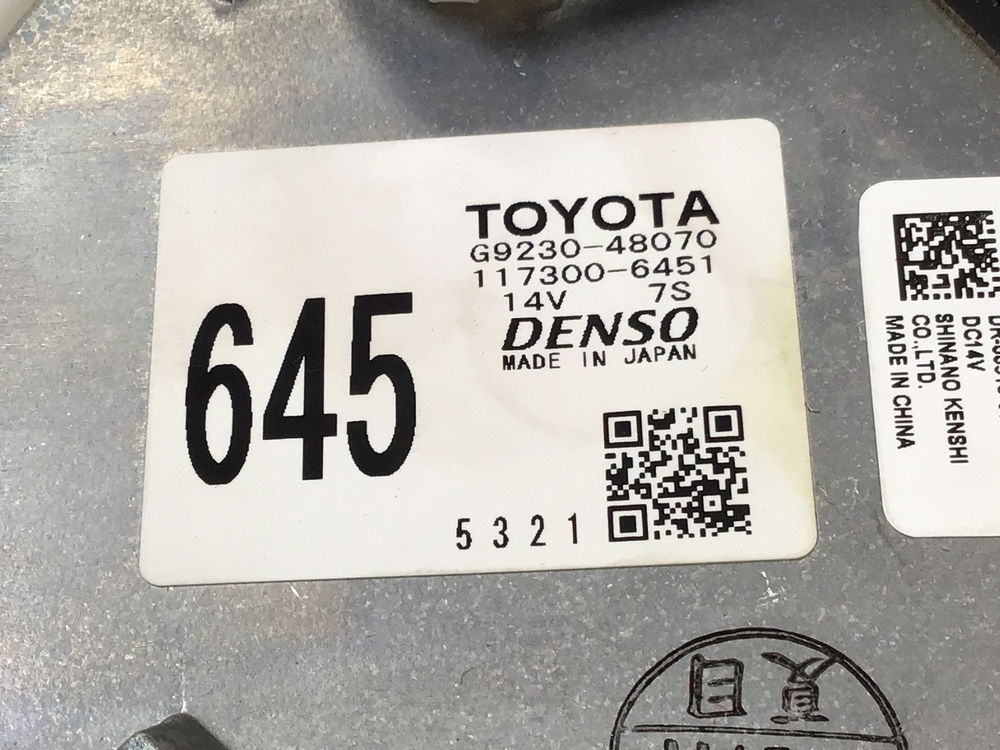 TOYOTA
G9230-48070
117300-6451
14V 7S
DENSO
MADE IN JAPAN
645
5321
DC14V
SHINANO KENSHI
CO.,LTD.
MADE IN CHINA